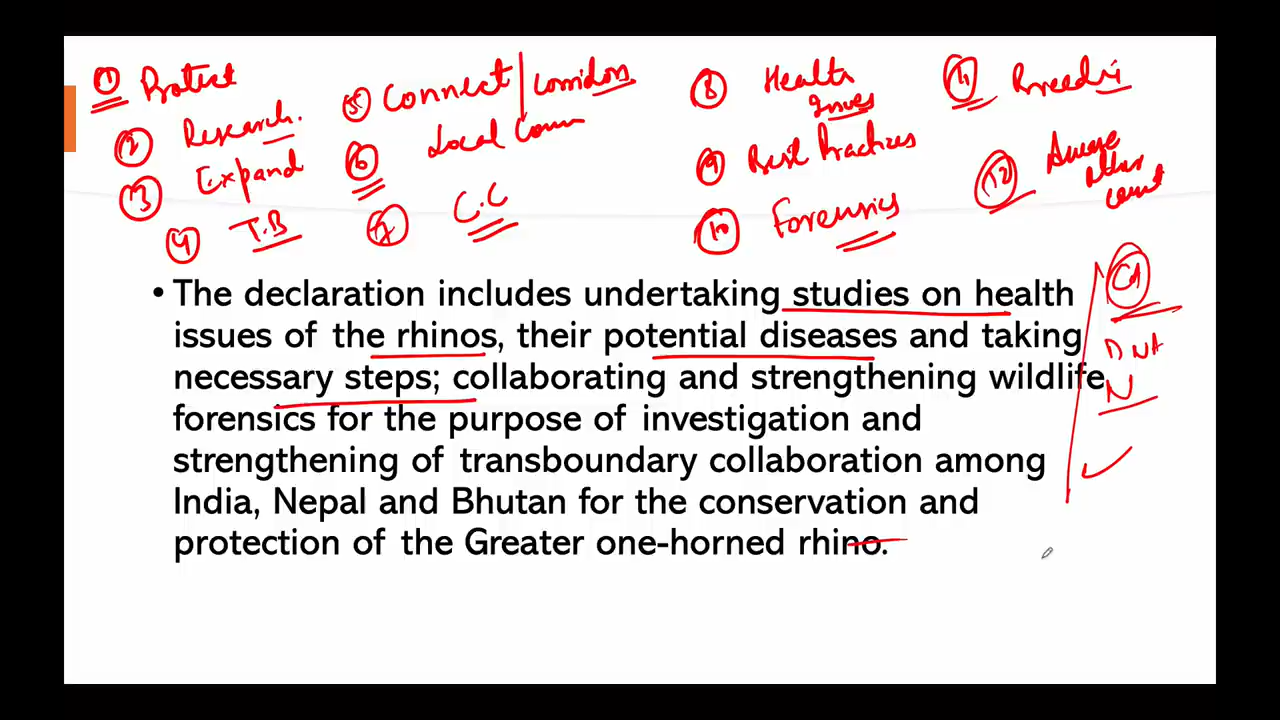 ① Protect
② Research.
③ Expand
④ T.B
⑤ Connect/corridors
⑥ Local Comm
⑦ C.C
⑧ Health
Issues
⑨ Best Practices
⑩ Forensics
⑪ Breeding
⑫
• The declaration includes undertaking studies on health
issues of the rhinos, their potential diseases and taking
necessary steps; collaborating and strengthening wildlife
forensics for the purpose of investigation and
strengthening of transboundary collaboration among
India, Nepal and Bhutan for the conservation and
protection of the Greater one-horned rhino.
DNA
N